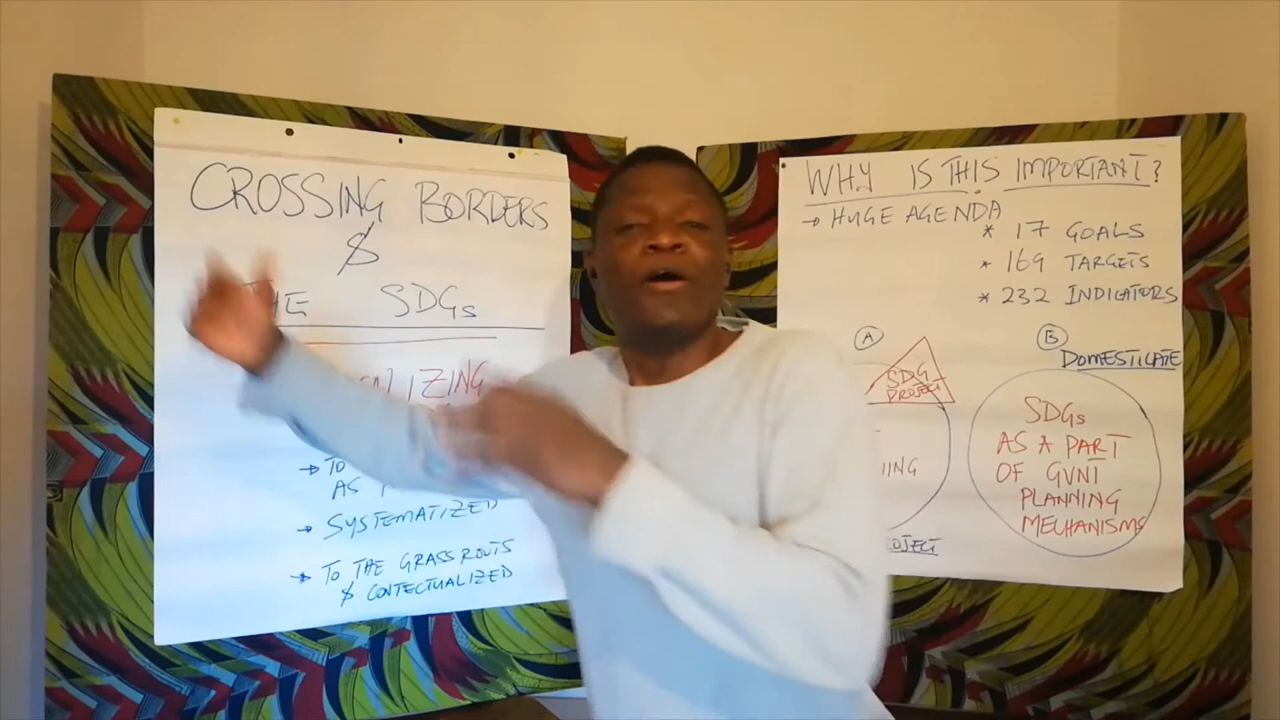 CROSSING BORDERS
&
SDGs
TO
AS
→ SYSTEMATIZED
→ TO THE GRASS ROUTS
& CONTECTUALIZED
WHY IS THIS IMPORTANT?
→ HUGE AGENDA
* 17 GOALS
* 169 TARGETS
* 232 INDICATORS
A
SDG
PROJECT
B
DOMESTICATE
SDGs
AS A PART
OF GVNT
PLANNING
MECHANISMS